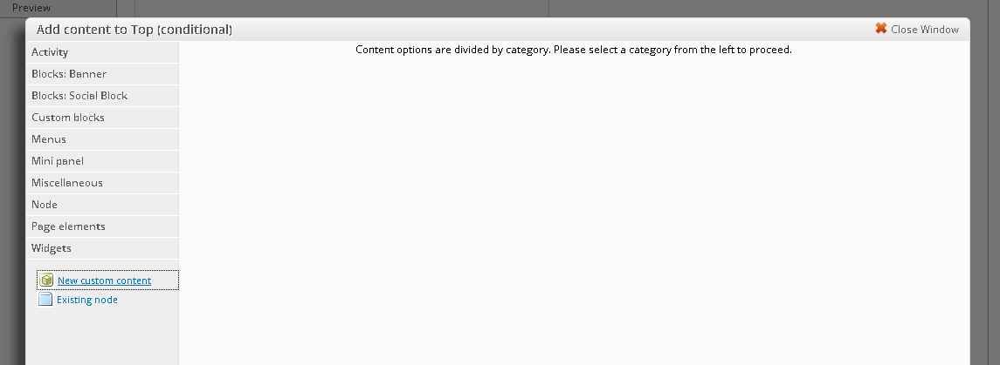 Preview
Add content to Top (conditional)
Close Window
Activity
Content options are divided by category. Please select a category from the left to proceed.
Blocks: Banner
Blocks: Social Block
Custom blocks
Menus
Mini panel
Miscellaneous
Node
Page elements
Widgets
New custom content
Existing node